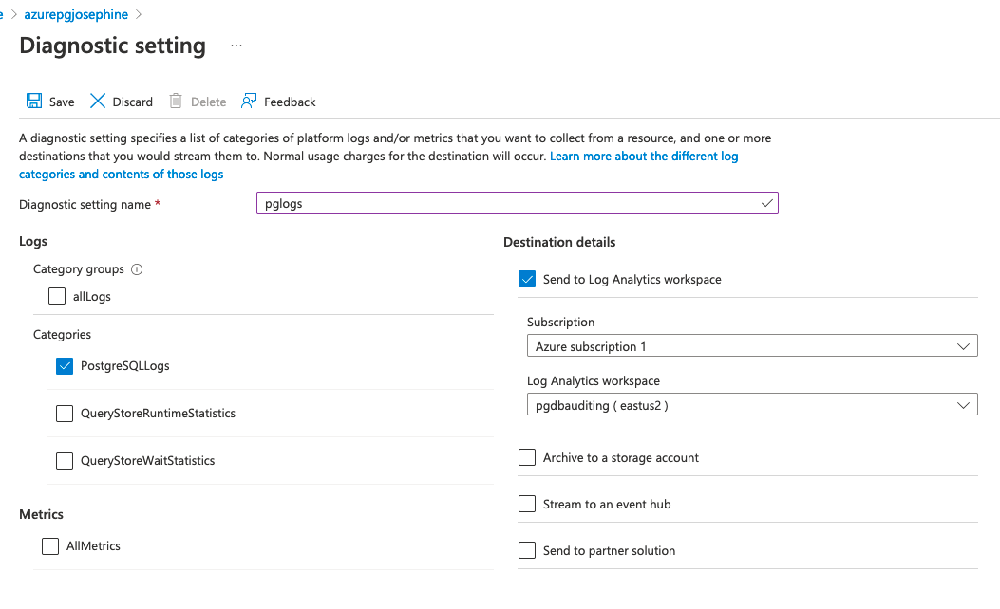 e > azurepgjosephine >
Diagnostic setting ...
Save Discard Delete Feedback
A diagnostic setting specifies a list of categories of platform logs and/or metrics that you want to collect from a resource, and one or more
destinations that you would stream them to. Normal usage charges for the destination will occur. Learn more about the different log
categories and contents of those logs
Diagnostic setting name *
pglogs
Logs
Category groups
allLogs
Categories
PostgreSQLLogs
QueryStoreRuntimeStatistics
QueryStoreWaitStatistics
Metrics
AllMetrics
Destination details
Send to Log Analytics workspace
Subscription
Azure subscription 1
Log Analytics workspace
pgdbauditing ( eastus2 )
Archive to a storage account
Stream to an event hub
Send to partner solution